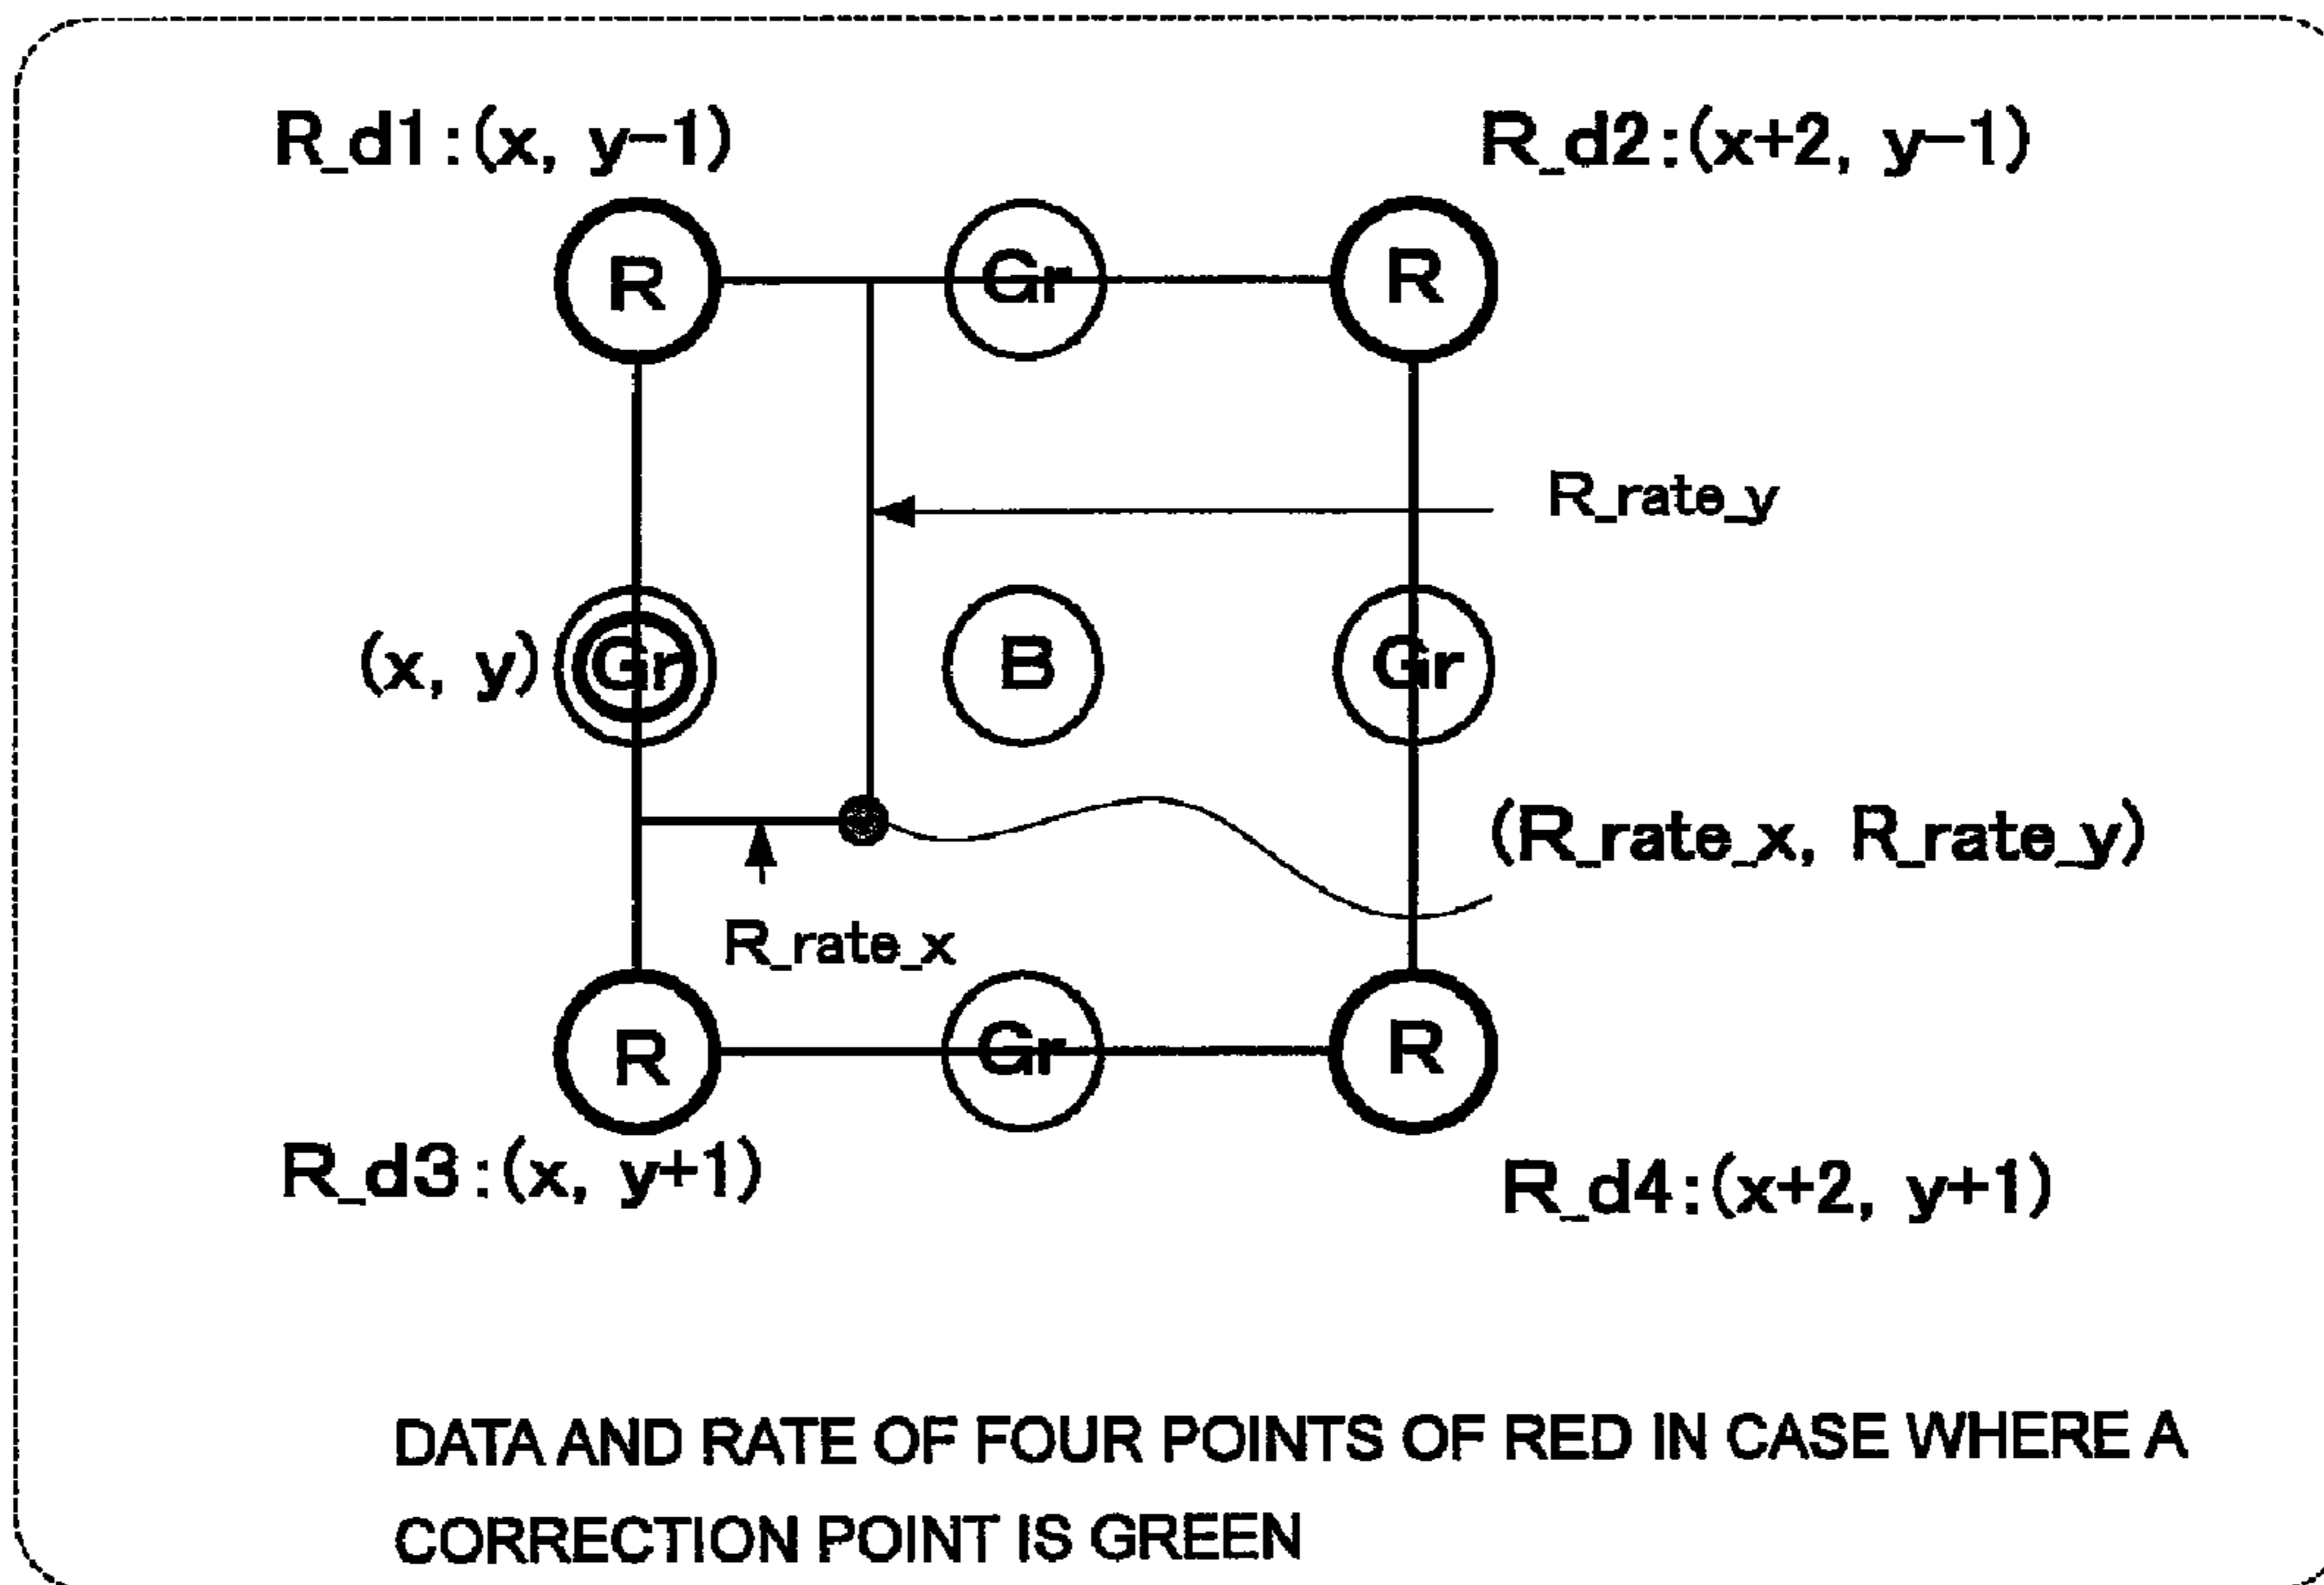 R_d1:(x, y-1) R_d2:(x+2, y-1)
R Gr R
R_rate_y
(x, y) Gr B Gr
(R_rate_x, R_rate_y)
R_rate_x
R Gr R
R_d3:(x, y+1) R_d4:(x+2, y+1)
DATA AND RATE OF FOUR POINTS OF RED IN CASE WHERE A
CORRECTION POINT IS GREEN